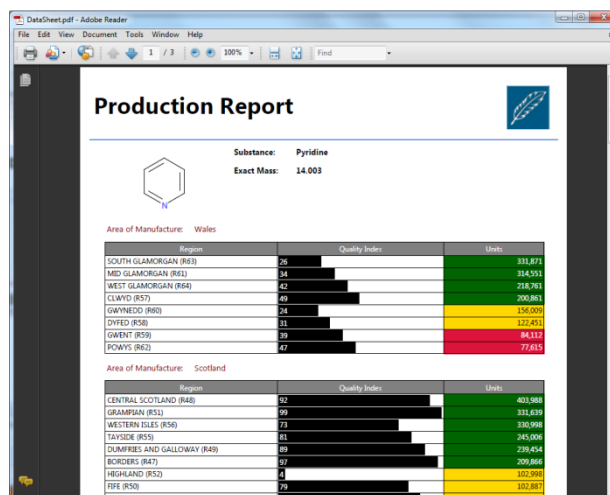 DataSheet.pdf - Adobe Reader
File Edit View Document Tools Window Help
1 / 3 100% Find
Production Report
Substance: Pyridine
Exact Mass: 14.003
N
Area of Manufacture: Wales
Region Quality Index Units
SOUTH GLAMORGAN (R63) 26 331,871
MID GLAMORGAN (R61) 34 314,551
WEST GLAMORGAN (R64) 42 218,761
CLWYD (R57) 49 200,861
GWYNEDD (R60) 24 156,009
DYFED (R58) 31 122,451
GWENT (R59) 39 84,112
POWYS (R62) 47 77,615
Area of Manufacture: Scotland
Region Quality Index Units
CENTRAL SCOTLAND (R48) 92 403,988
GRAMPIAN (R51) 99 331,639
WESTERN ISLES (R56) 73 330,998
TAYSIDE (R55) 81 245,006
DUMFRIES AND GALLOWAY (R49) 89 239,454
BORDERS (R47) 97 209,866
HIGHLAND (R52) 4 102,998
FIFE (R50) 79 102,887